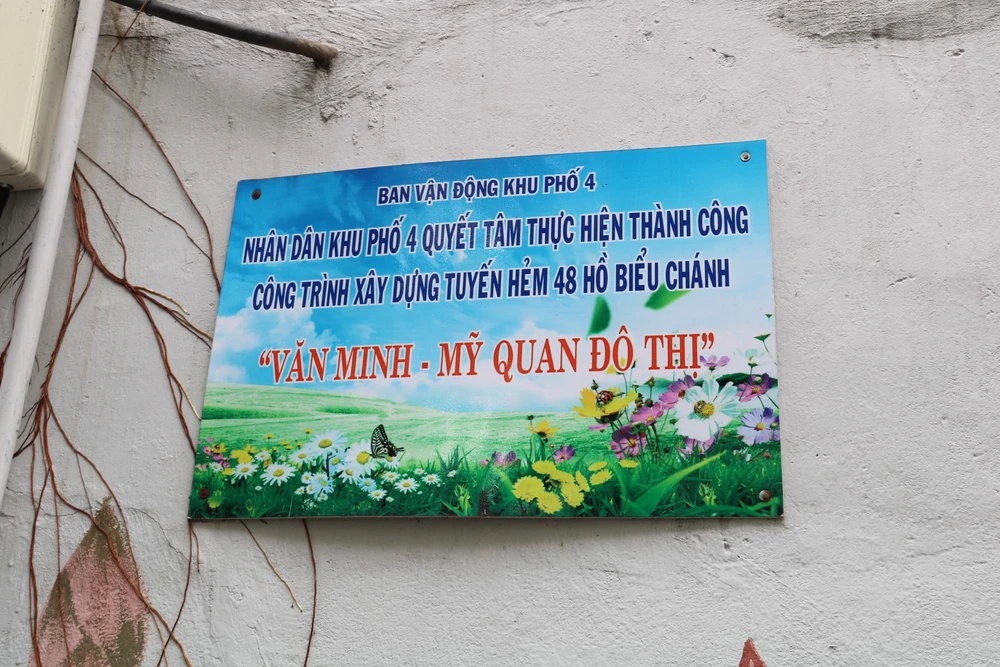 BAN VẬN ĐỘNG KHU PHỐ 4
NHÂN DÂN KHU PHỐ 4 QUYẾT TÂM THỰC HIỆN THÀNH CÔNG
CÔNG TRÌNH XÂY DỰNG TUYẾN HẺM 48 HỒ BIỂU CHÁNH
“VĂN MINH - MỸ QUAN ĐÔ THỊ”